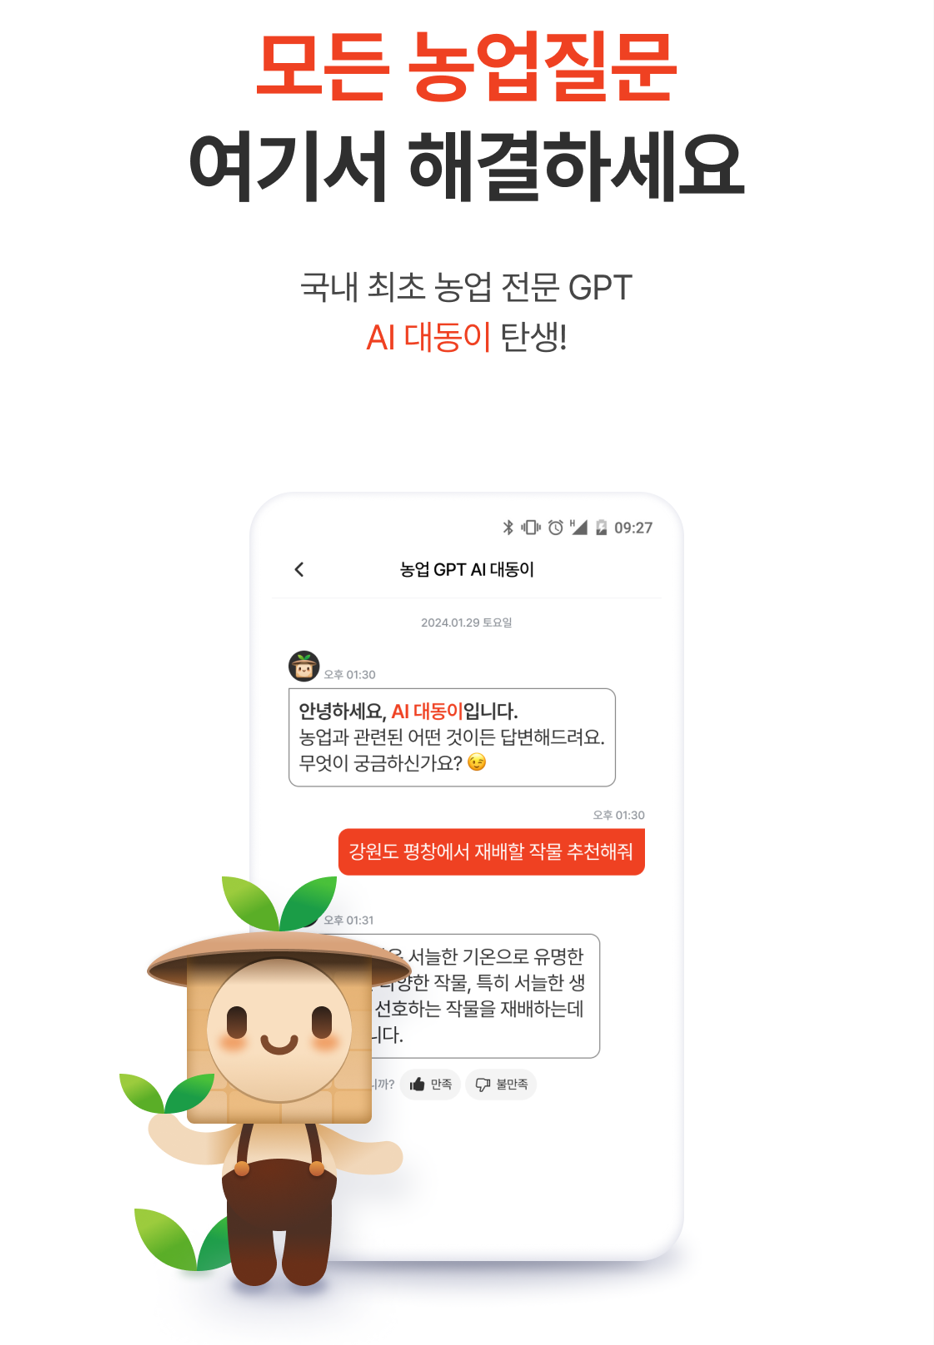 모든 농업질문
여기서 해결하세요
국내 최초 농업 전문 GPT
AI 대동이 탄생!
H 09:27
농업 GPT AI 대동이
2024.01.29 토요일
오후 01:30
안녕하세요, AI 대동이입니다.
농업과 관련된 어떤 것이든 답변해드려요.
무엇이 궁금하신가요? 😉
오후 01:30
강원도 평창에서 재배할 작물 추천해줘
오후 01:31
서늘한 기온으로 유명한
작물, 특히 서늘한 생
선호하는 작물을 재배하는데
니다.
니까? 만족 불만족